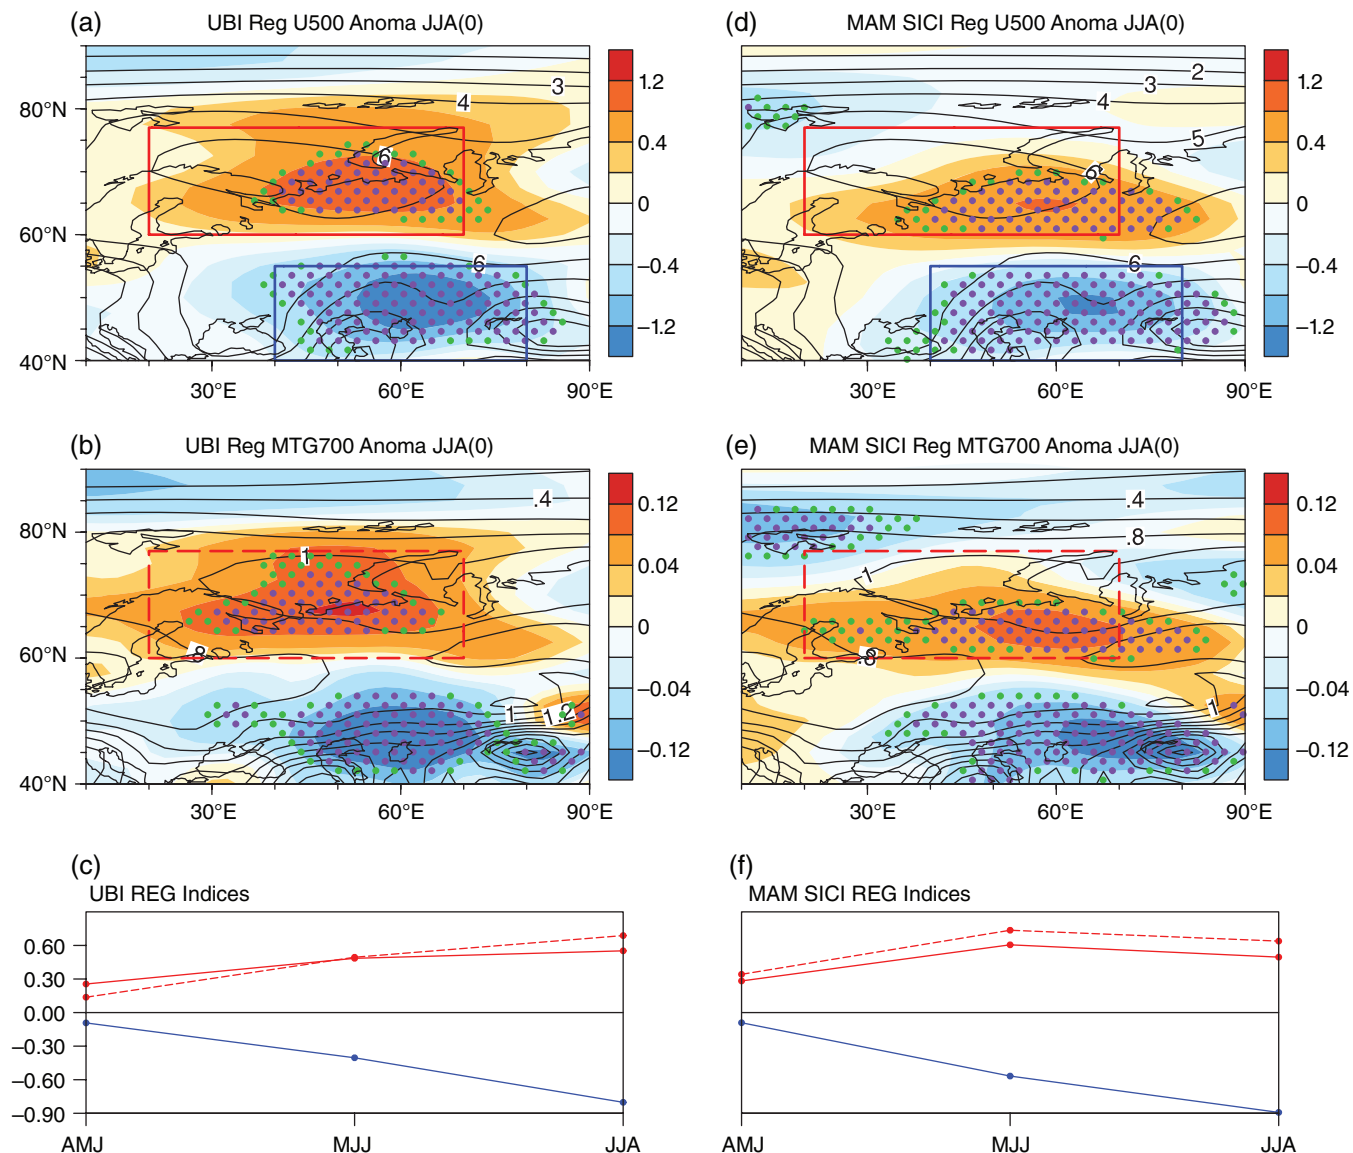 (a) UBI Reg U500 Anoma JJA(0)
80°N
60°N
40°N
30°E 60°E 90°E
3
4
6
6
1.2
0.4
0
−0.4
−1.2
(d) MAM SICI Reg U500 Anoma JJA(0)
30°E 60°E 90°E
2
3
4
5
6
6
1.2
0.4
0
−0.4
−1.2
(b) UBI Reg MTG700 Anoma JJA(0)
80°N
60°N
40°N
30°E 60°E 90°E
.4
1
.8
1
1.2
0.12
0.04
0
−0.04
−0.12
(e) MAM SICI Reg MTG700 Anoma JJA(0)
30°E 60°E 90°E
.4
.8
.1
.8
1
0.12
0.04
0
−0.04
−0.12
(c)
UBI REG Indices
0.60
0.30
0.00
−0.30
−0.60
−0.90
AMJ MJJ JJA
(f)
MAM SICI REG Indices
AMJ MJJ JJA